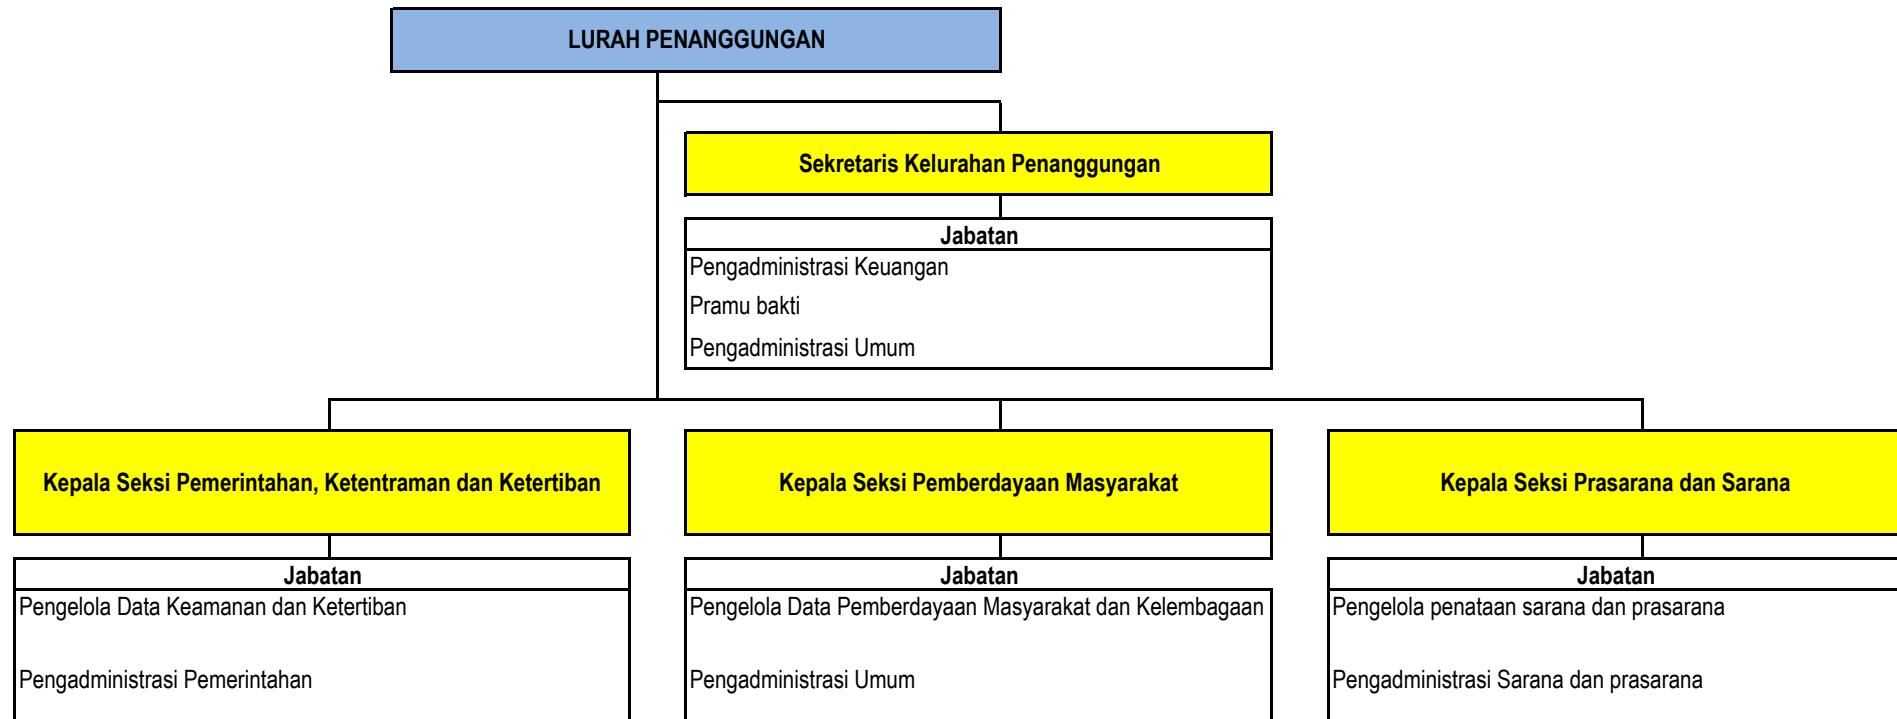 LURAH PENANGGUNGAN
Sekretaris Kelurahan Penanggungan
Jabatan
Pengadministrasi Keuangan
Pramu bakti
Pengadministrasi Umum
Kepala Seksi Pemerintahan, Ketentraman dan Ketertiban
Jabatan
Pengelola Data Keamanan dan Ketertiban
Pengadministrasi Pemerintahan
Kepala Seksi Pemberdayaan Masyarakat
Jabatan
Pengelola Data Pemberdayaan Masyarakat dan Kelembagaan
Pengadministrasi Umum
Kepala Seksi Prasarana dan Sarana
Jabatan
Pengelola penataan sarana dan prasarana
Pengadministrasi Sarana dan prasarana